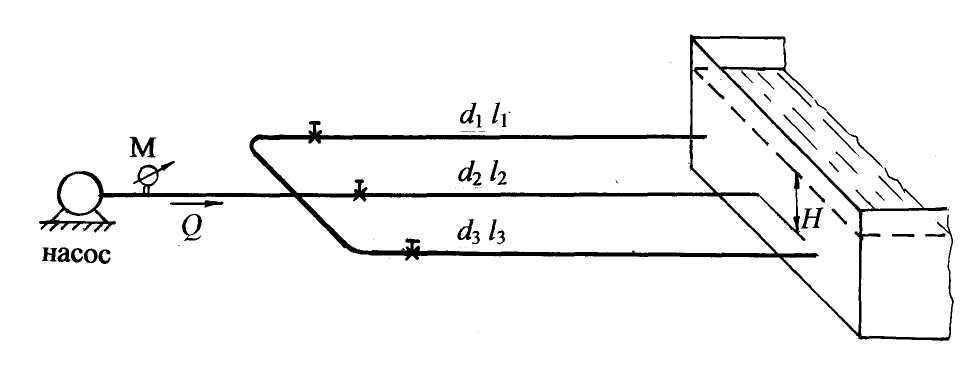 d₁ l₁
M
d₂ l₂
Q
H
d₃ l₃
насос